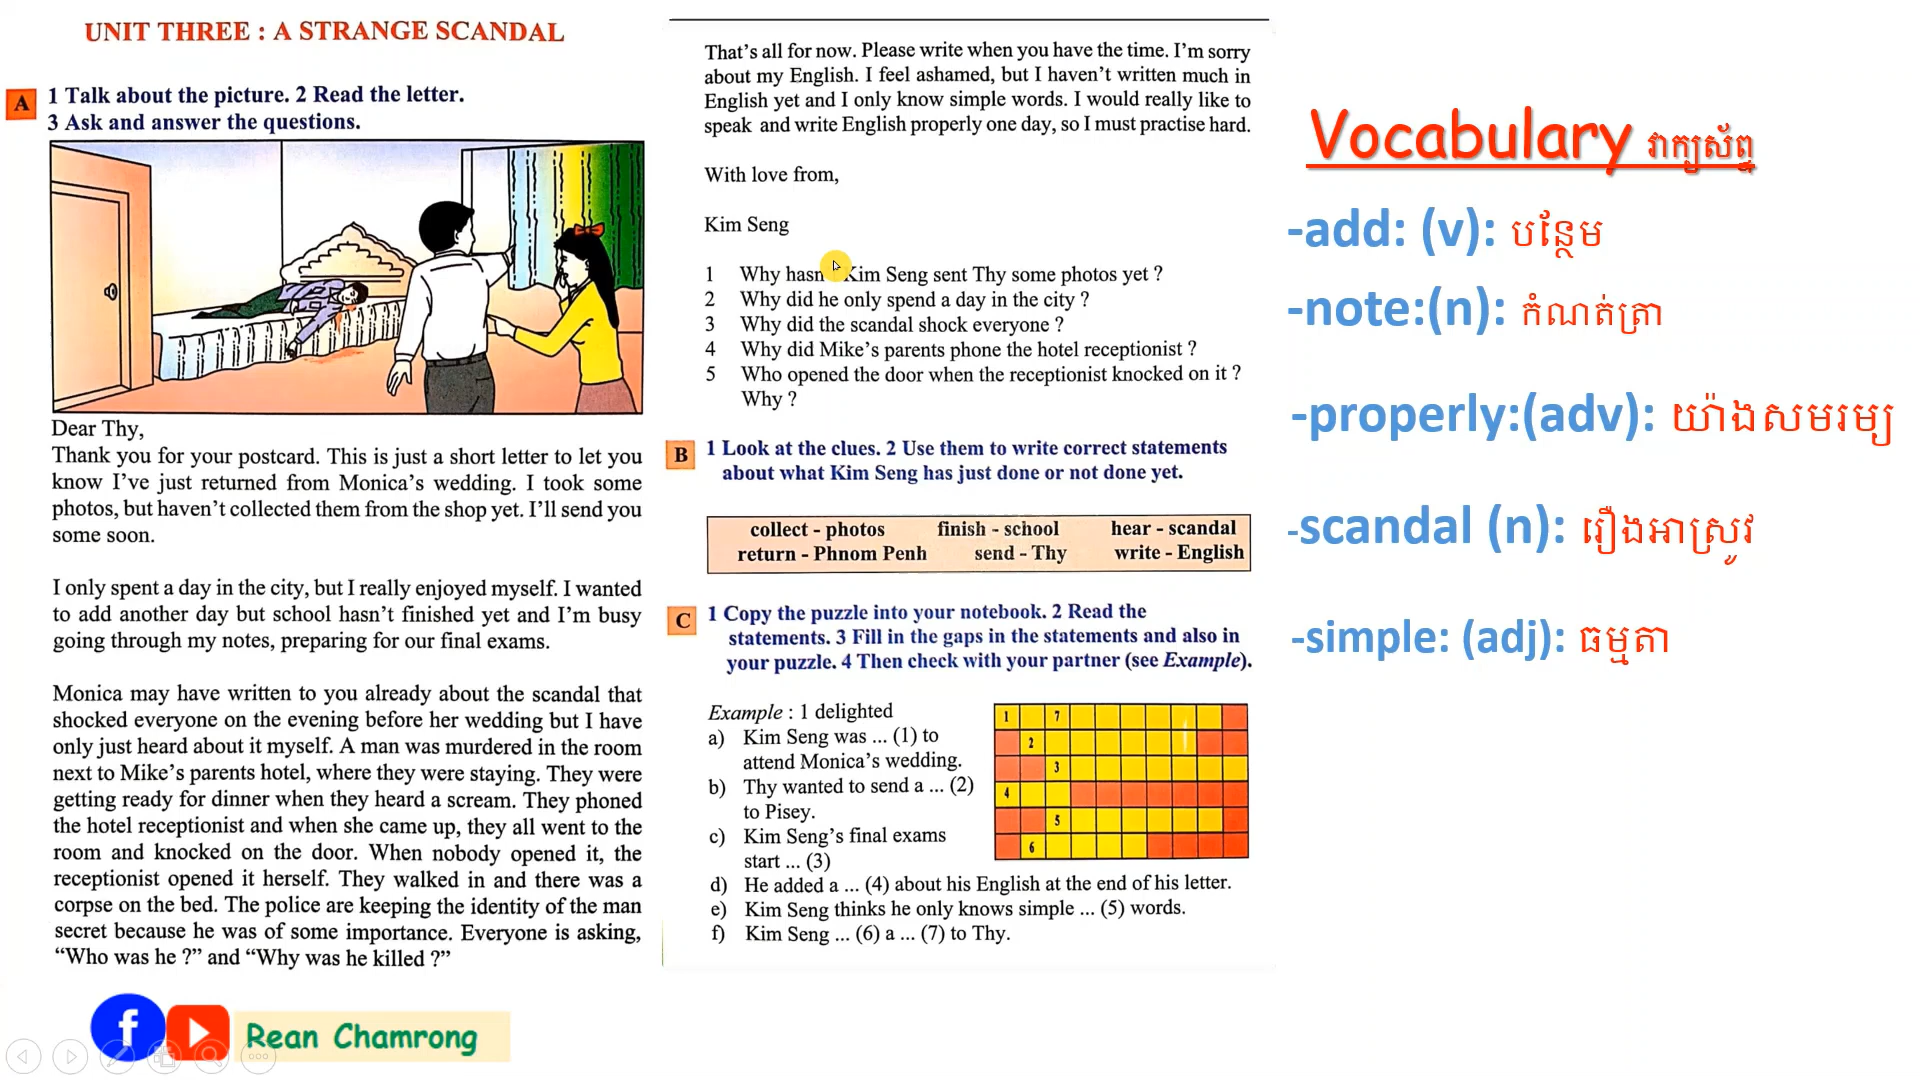 UNIT THREE : A STRANGE SCANDAL
A
1 Talk about the picture. 2 Read the letter.
3 Ask and answer the questions.
Dear Thy,
Thank you for your postcard. This is just a short letter to let you
know I've just returned from Monica's wedding. I took some
photos, but haven't collected them from the shop yet. I'll send you
some soon.
I only spent a day in the city, but I really enjoyed myself. I wanted
to add another day but school hasn't finished yet and I'm busy
going through my notes, preparing for our final exams.
Monica may have written to you already about the scandal that
shocked everyone on the evening before her wedding but I have
only just heard about it myself. A man was murdered in the room
next to Mike's parents hotel, where they were staying. They were
getting ready for dinner when they heard a scream. They phoned
the hotel receptionist and when she came up, they all went to the
room and knocked on the door. When nobody opened it, the
receptionist opened it herself. They walked in and there was a
corpse on the bed. The police are keeping the identity of the man
secret because he was of some importance. Everyone is asking,
“Who was he ?” and “Why was he killed ?”
f
Rean Chamrong
That's all for now. Please write when you have the time. I'm sorry
about my English. I feel ashamed, but I haven't written much in
English yet and I only know simple words. I would really like to
speak and write English properly one day, so I must practise hard.
With love from,
Kim Seng
1 Why hasn Kim Seng sent Thy some photos yet ?
2 Why did he only spend a day in the city ?
3 Why did the scandal shock everyone ?
4 Why did Mike's parents phone the hotel receptionist ?
5 Who opened the door when the receptionist knocked on it ?
Why ?
B
1 Look at the clues. 2 Use them to write correct statements
about what Kim Seng has just done or not done yet.
collect - photos finish - school hear - scandal
return - Phnom Penh send - Thy write - English
C
1 Copy the puzzle into your notebook. 2 Read the
statements. 3 Fill in the gaps in the statements and also in
your puzzle. 4 Then check with your partner (see Example).
Example : 1 delighted
a) Kim Seng was ... (1) to
attend Monica's wedding.
b) Thy wanted to send a ... (2)
to Pisey.
c) Kim Seng's final exams
start ... (3)
d) He added a ... (4) about his English at the end of his letter.
e) Kim Seng thinks he only knows simple ... (5) words.
f) Kim Seng ... (6) a ... (7) to Thy.
1 7
2
3
4
5
6
Vocabulary វាក្យស័ព្ទ
-add: (v): បន្ថែម
-note:(n): កំណត់ត្រា
-properly:(adv): យ៉ាងសមរម្យ
-scandal (n): រឿងអាស្រូវ
-simple: (adj): ធម្មតា